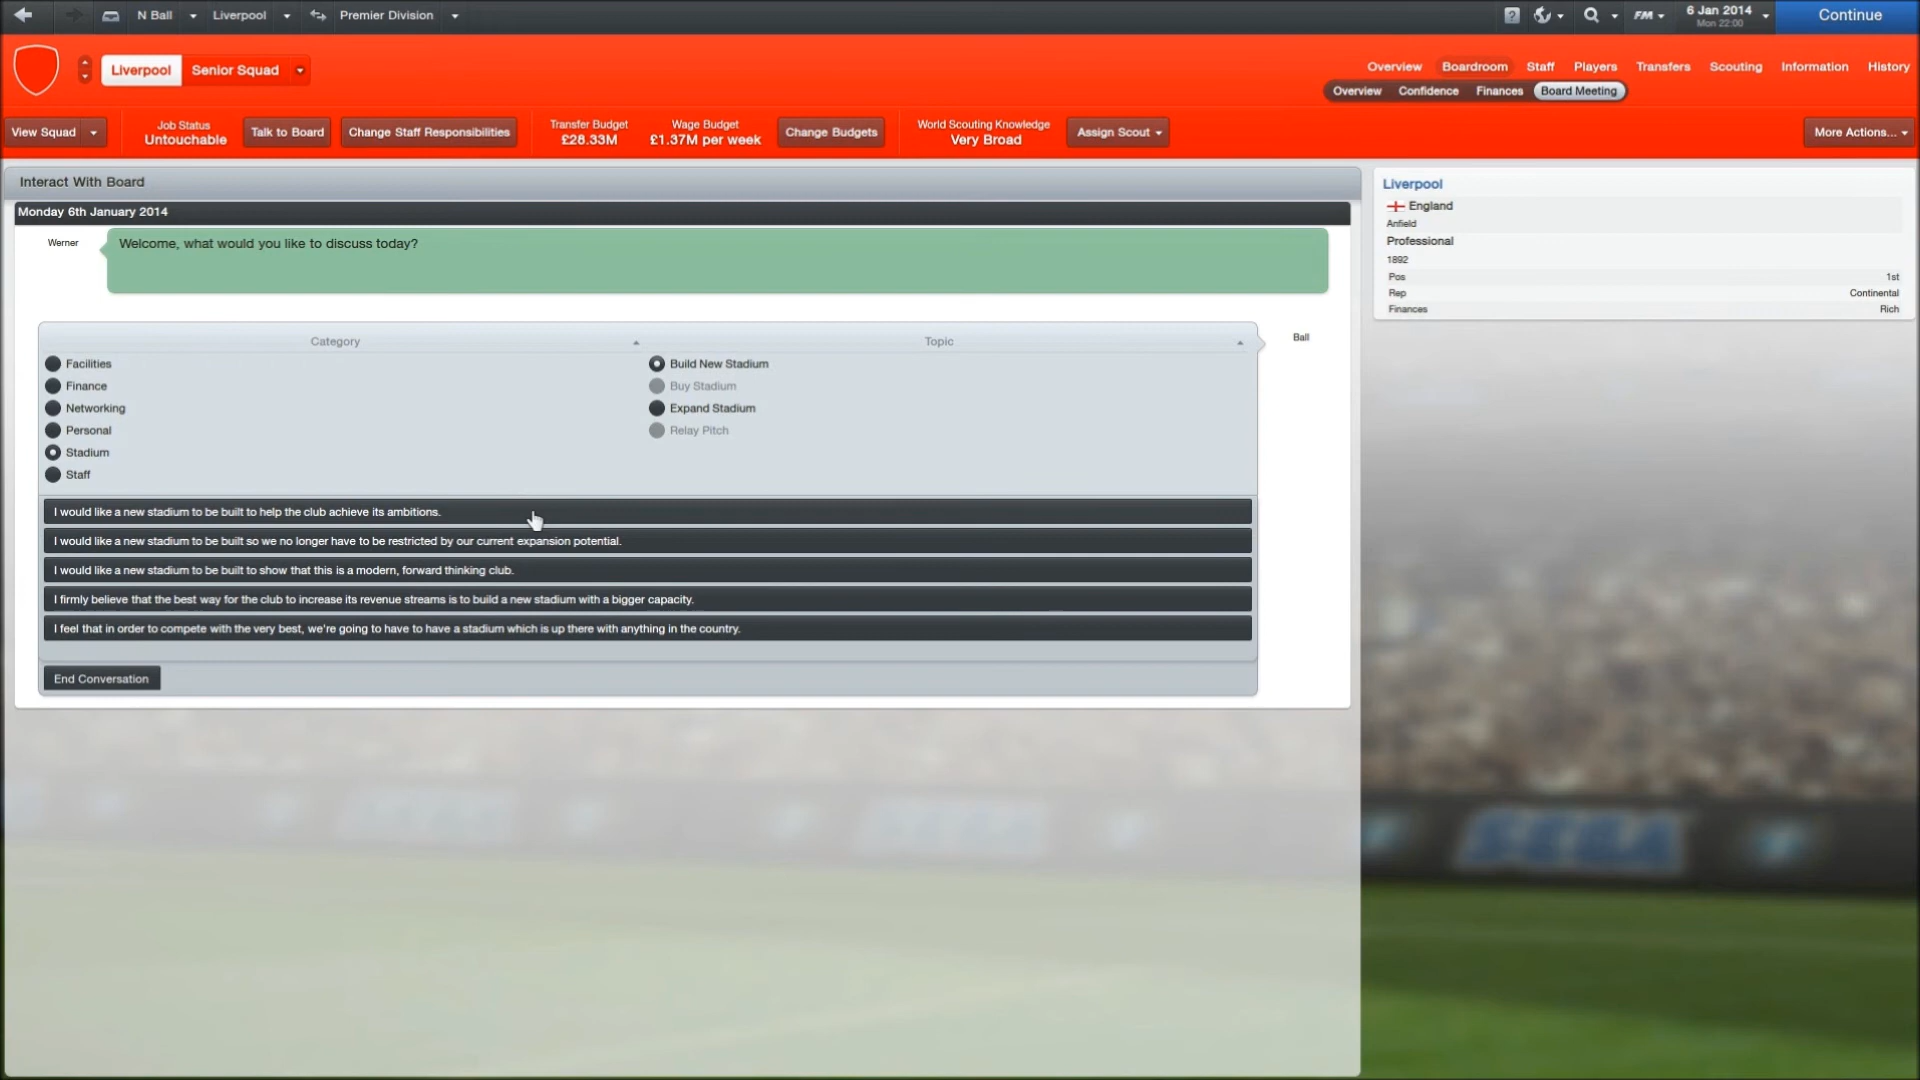 N Ball
Liverpool
Premier Division
?
FM
6 Jan 2014
Mon 22:00
Continue
Liverpool
Senior Squad
Overview
Boardroom
Staff
Players
Transfers
Scouting
Information
History
Overview
Confidence
Finances
Board Meeting
View Squad
Job Status
Untouchable
Talk to Board
Change Staff Responsibilities
Transfer Budget
£28.33M
Wage Budget
£1.37M per week
Change Budgets
World Scouting Knowledge
Very Broad
Assign Scout
More Actions...
Interact With Board
Monday 6th January 2014
Werner
Welcome, what would you like to discuss today?
Category
Topic
Ball
Facilities
Finance
Networking
Personal
Stadium
Staff
Build New Stadium
Buy Stadium
Expand Stadium
Relay Pitch
I would like a new stadium to be built to help the club achieve its ambitions.
I would like a new stadium to be built so we no longer have to be restricted by our current expansion potential.
I would like a new stadium to be built to show that this is a modern, forward thinking club.
I firmly believe that the best way for the club to increase its revenue streams is to build a new stadium with a bigger capacity.
I feel that in order to compete with the very best, we're going to have to have a stadium which is up there with anything in the country.
End Conversation
Liverpool
England
Anfield
Professional
1892
Pos 1st
Rep Continental
Finances Rich
SEGA